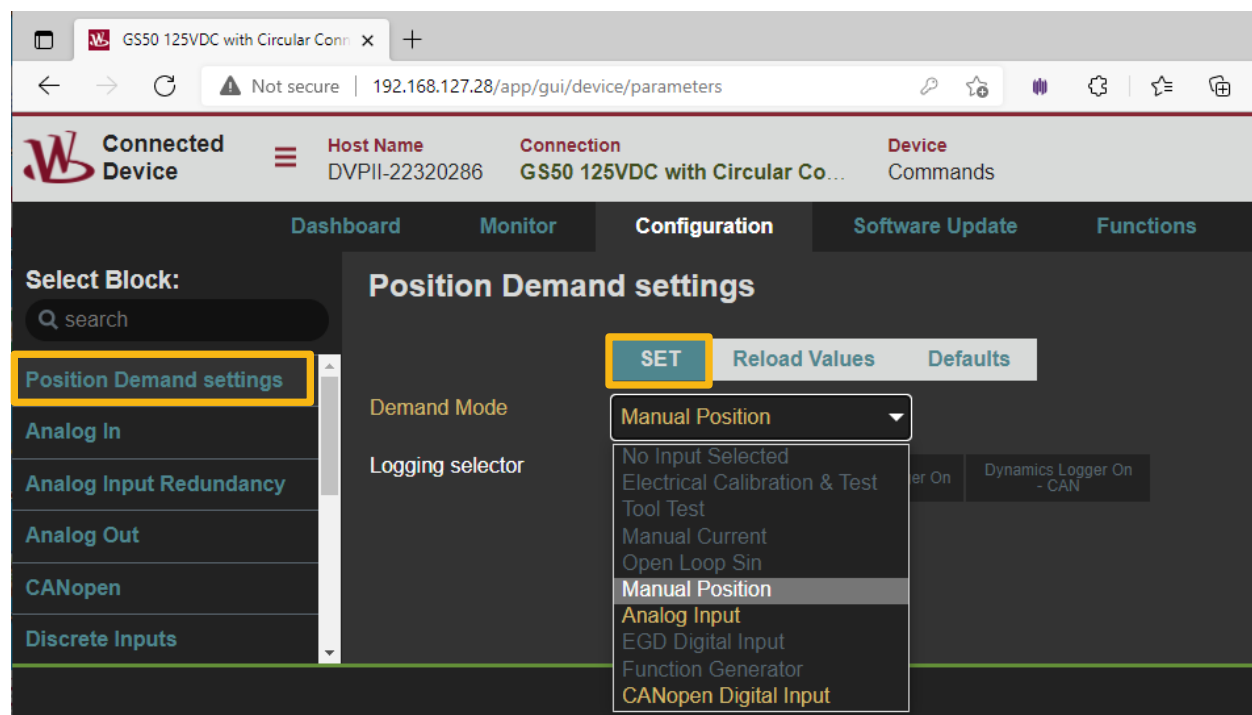 GS50 125VDC with Circular Conn
Not secure | 192.168.127.28/app/gui/device/parameters
Connected
Device
Host Name
DVPII-22320286
Connection
GS50 125VDC with Circular Co...
Device
Commands
Dashboard Monitor Configuration Software Update Functions
Select Block:
search
Position Demand settings
Analog In
Analog Input Redundancy
Analog Out
CANopen
Discrete Inputs
Position Demand settings
SET Reload Values Defaults
Demand Mode
Manual Position
No Input Selected
Electrical Calibration & Test
Tool Test
Manual Current
Open Loop Sin
Manual Position
Analog Input
EGD Digital Input
Function Generator
CANopen Digital Input
Logging selector
er On
Dynamics Logger On
- CAN